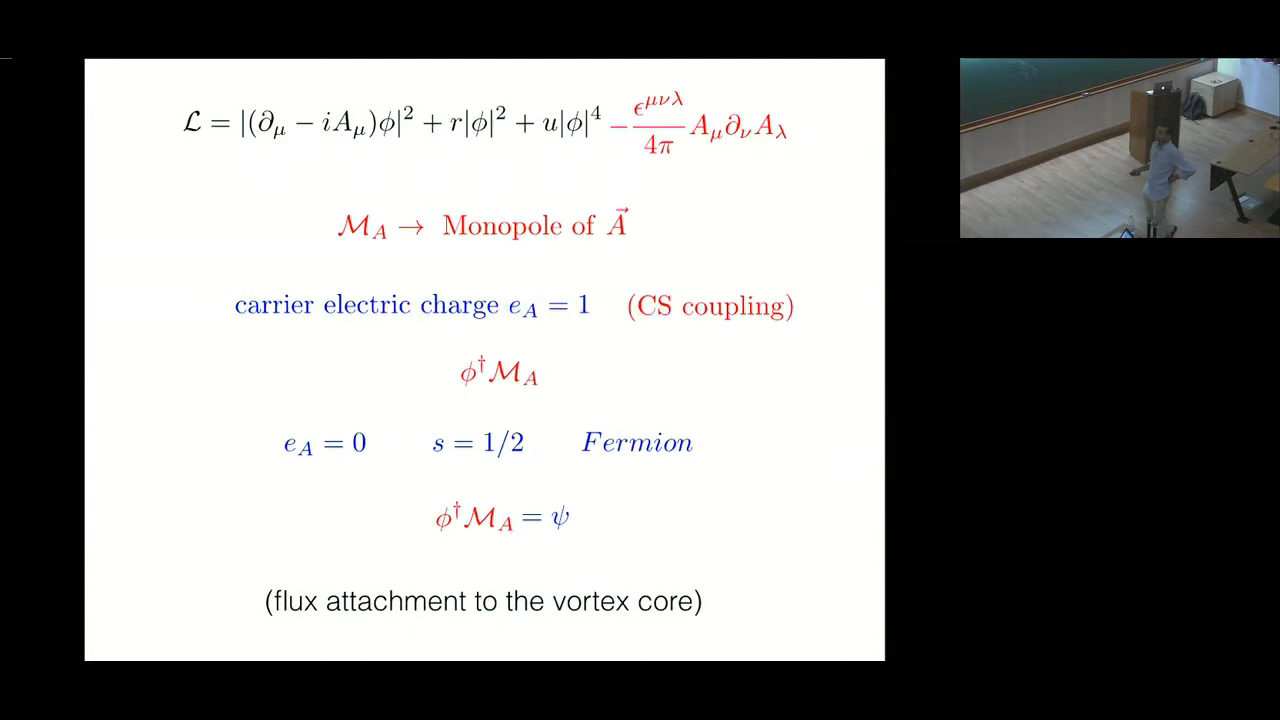 ℒ = |(∂_μ − iA_μ)ϕ|² + r|ϕ|² + u|ϕ|⁴ − ϵ^{μνλ}/4π A_μ∂_νA_λ
ℳ_A → Monopole of A⃗
carrier electric charge e_A = 1 (CS coupling)
ϕ†ℳ_A
e_A = 0 s = 1/2 Fermion
ϕ†ℳ_A = ψ
(flux attachment to the vortex core)